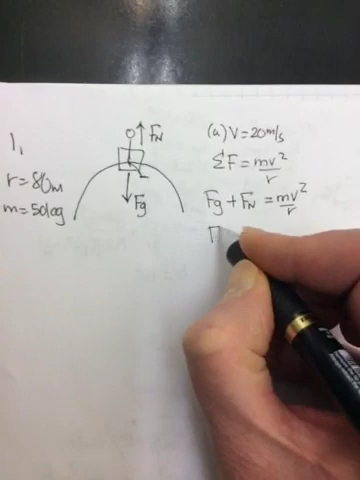 1.
r = 80m
m = 50kg
FN
Fg
(a) V = 20m/s
ΣF = mv²/r
Fg + FN = mv²/r